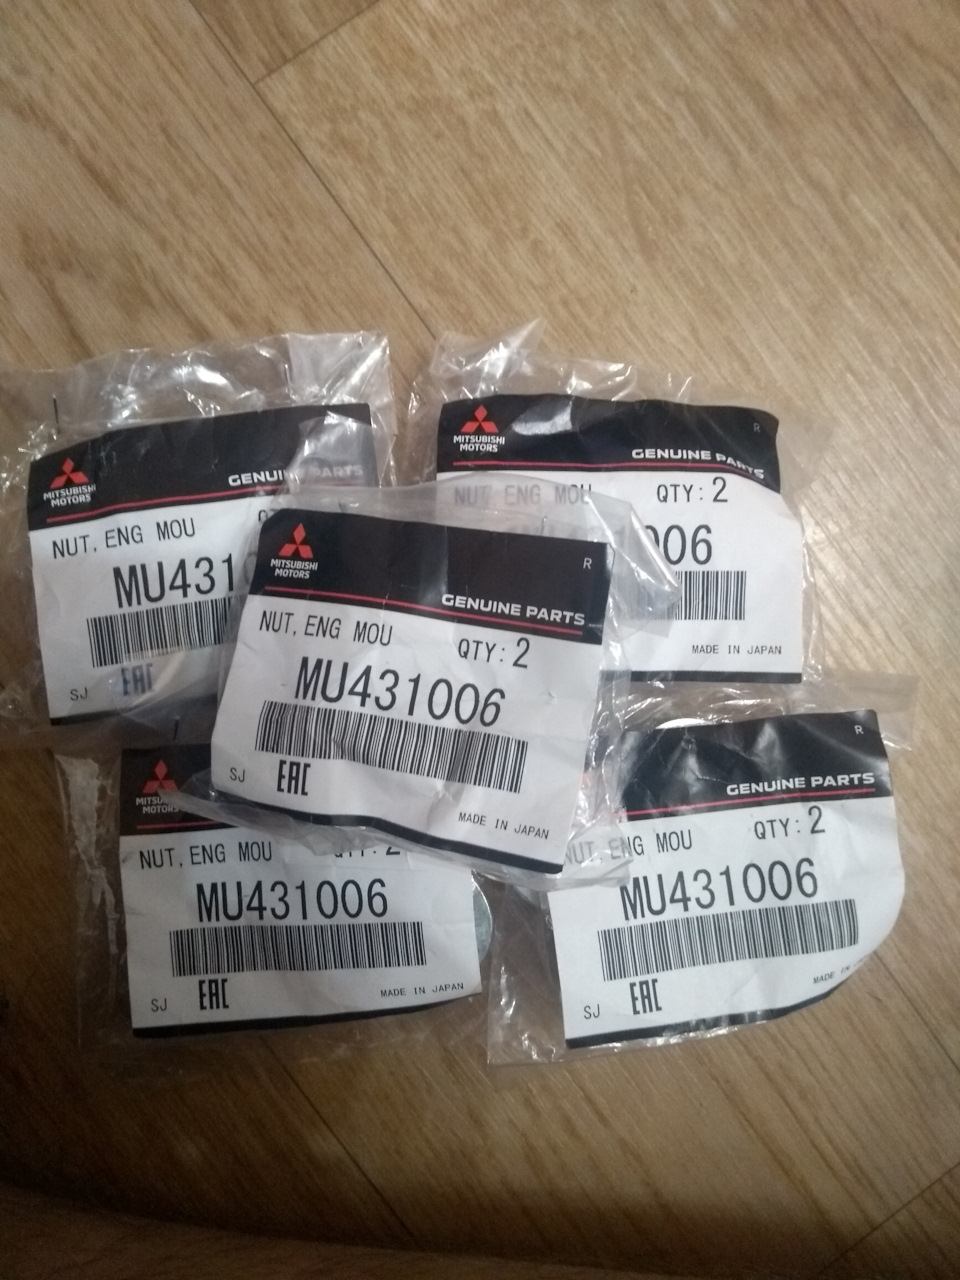 MITSUBISHI
MOTORS
GENUINE PARTS
NUT, ENG MOU
MU431
SJ
EAC
MITSUBISHI
MOTORS
R
GENUINE PARTS
NUT, ENG MOU
QTY: 2
006
MADE IN JAPAN
MITSUBISHI
MOTORS
R
GENUINE PARTS
NUT, ENG MOU
QTY: 2
MU431006
SJ
EAC
MADE IN JAPAN
MITSUBISHI
MOTORS
NUT, ENG MOU
QTY: 2
MU431006
SJ
EAC
MADE IN JAPAN
R
GENUINE PARTS
NUT, ENG MOU
QTY: 2
MU431006
SJ
EAC
MADE IN